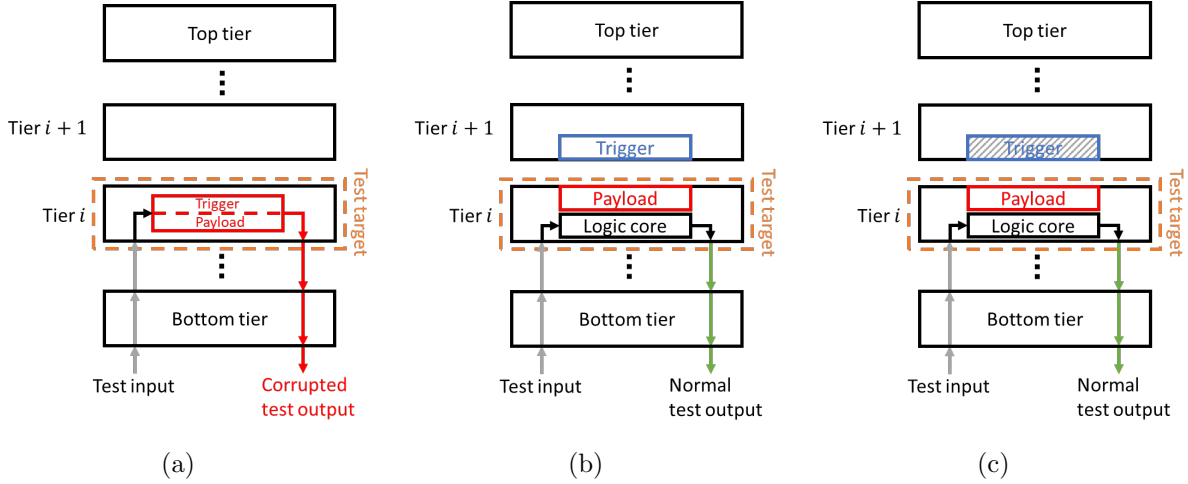 Top tier
Tier i + 1
Test target
Tier i
Trigger
Payload
Bottom tier
Test input
Corrupted
test output
(a)
Top tier
Tier i + 1
Trigger
Test target
Tier i
Payload
Logic core
Bottom tier
Test input
Normal
test output
(b)
Top tier
Tier i + 1
Trigger
Test target
Tier i
Payload
Logic core
Bottom tier
Test input
Normal
test output
(c)